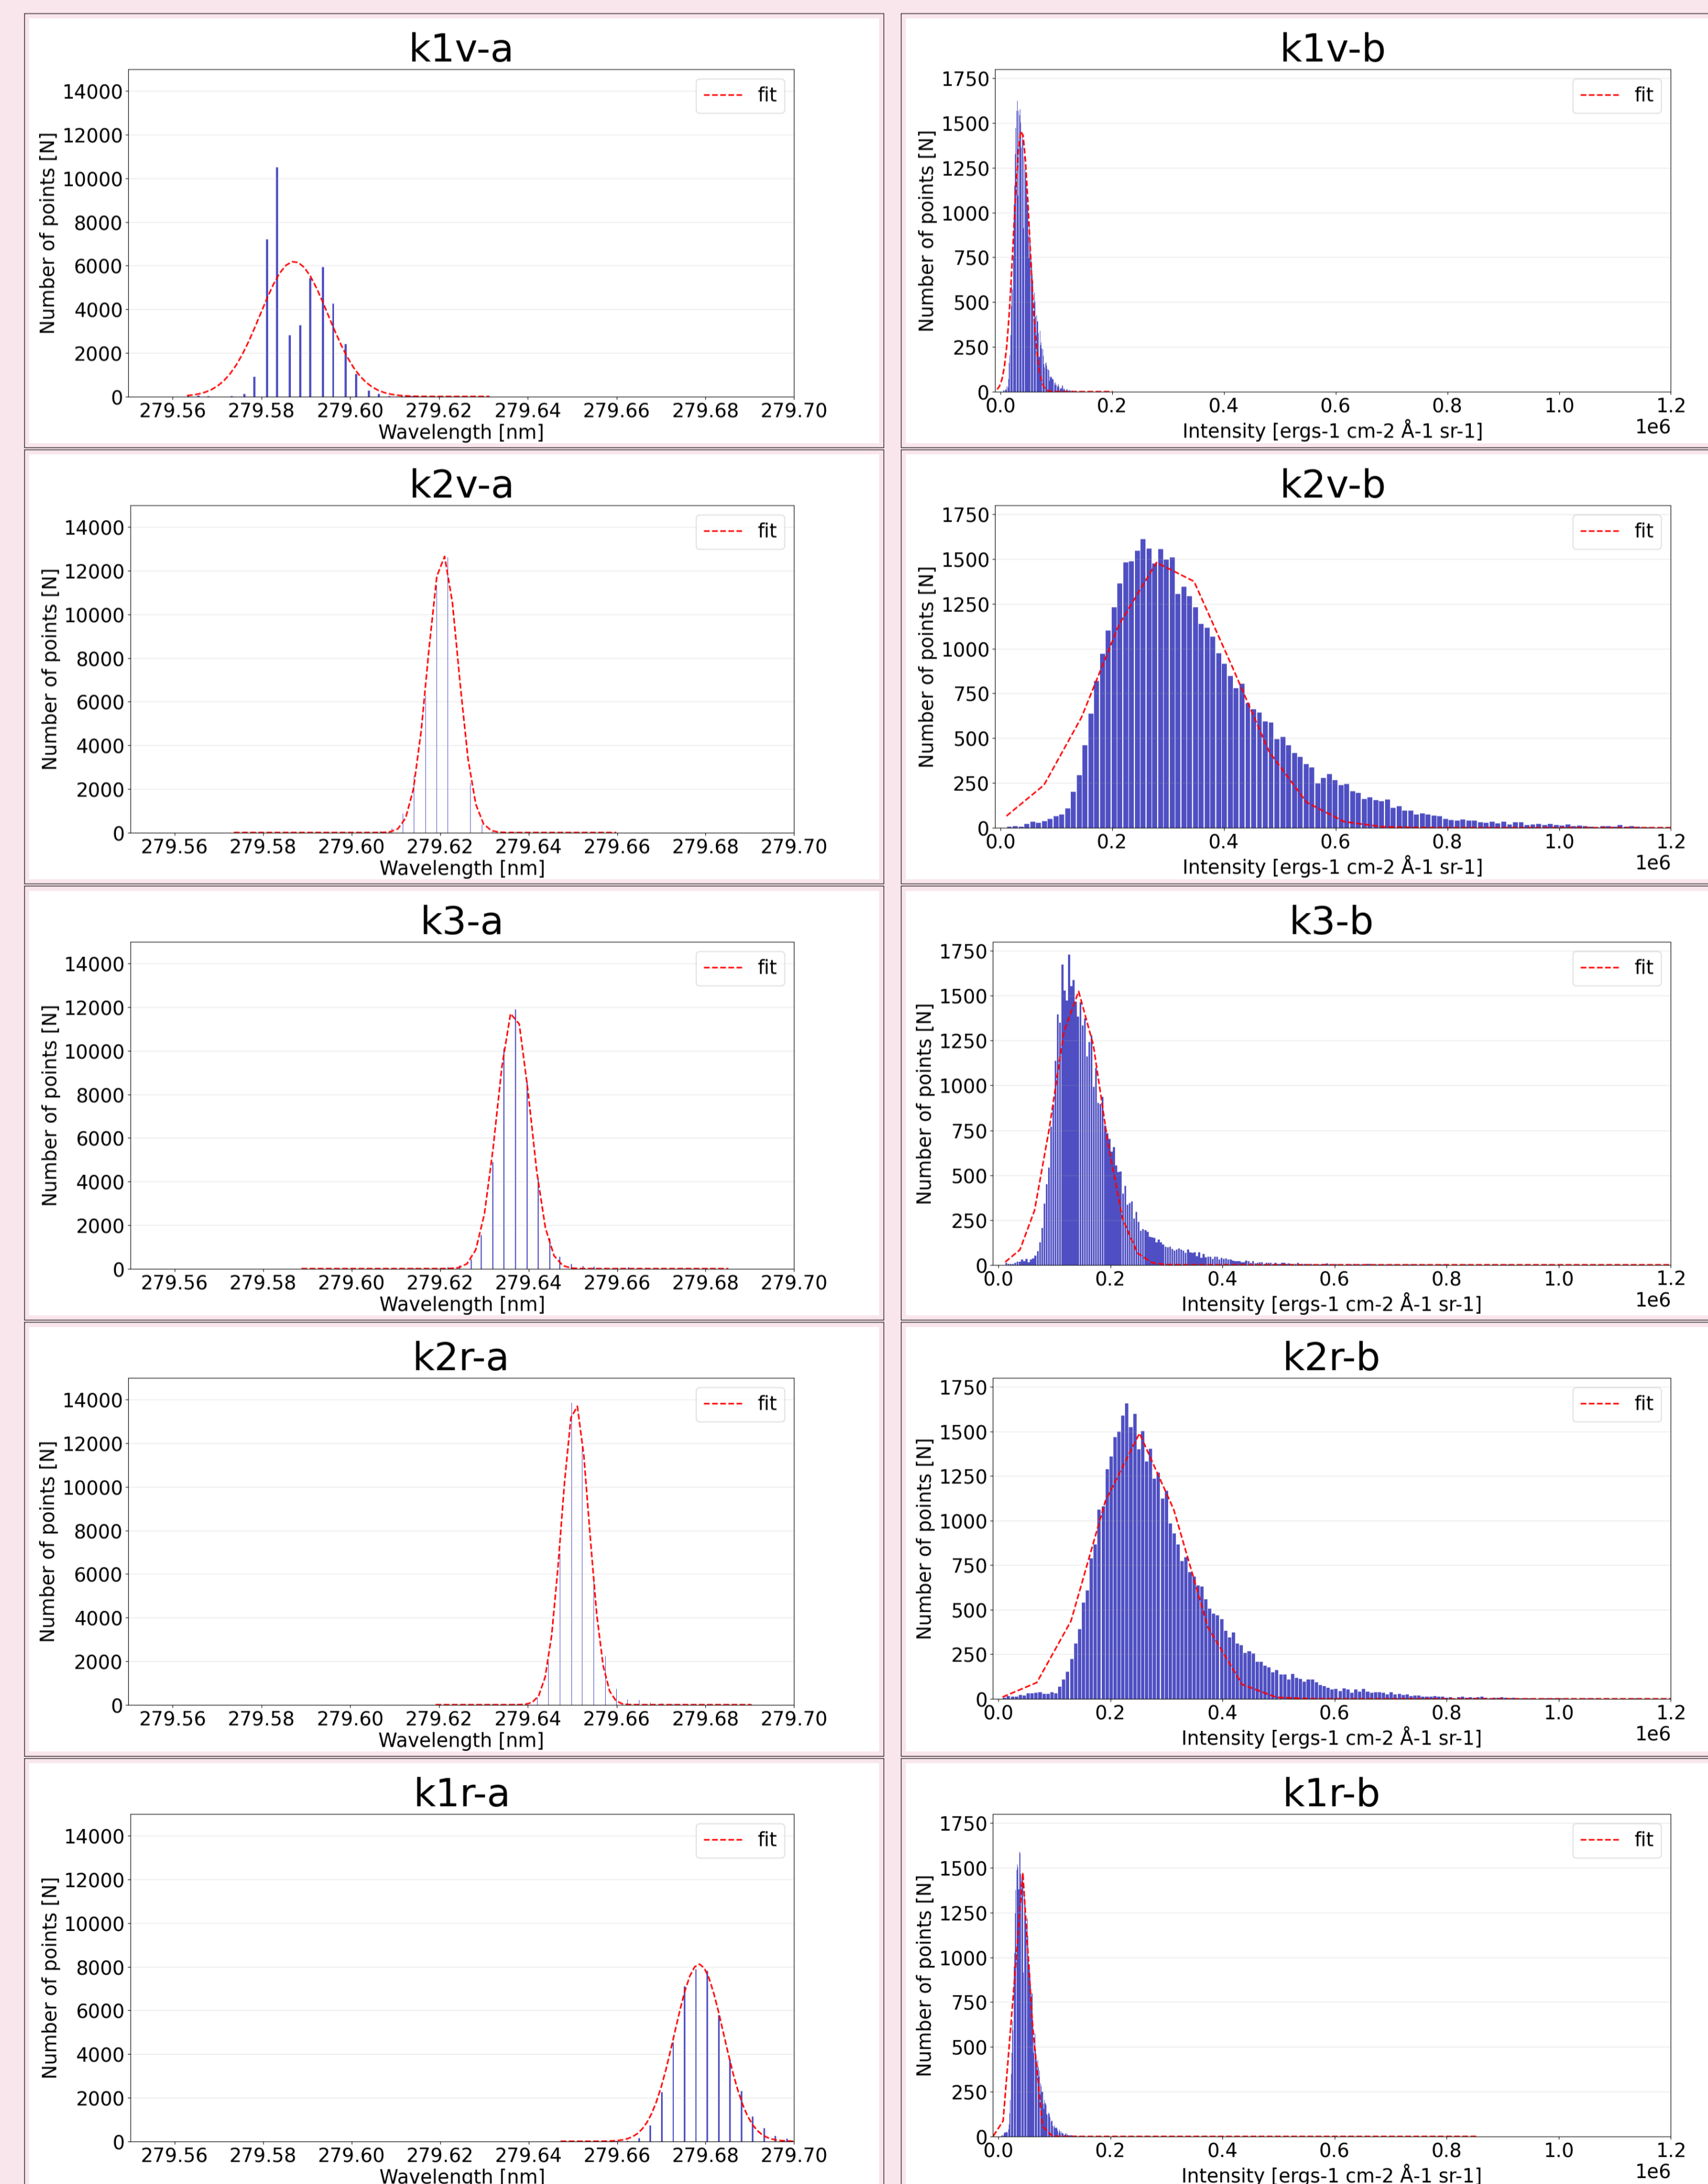 k1v-a
14000
12000
10000
8000
6000
4000
2000
0
Number of points [N]
fit
279.56 279.58 279.60 279.62 279.64 279.66 279.68 279.70
Wavelength [nm]
k1v-b
1750
1500
1250
1000
750
500
250
0
Number of points [N]
fit
0.0 0.2 0.4 0.6 0.8 1.0 1.2
1e6
Intensity [ergs-1 cm-2 Å-1 sr-1]
k2v-a
14000
12000
10000
8000
6000
4000
2000
0
Number of points [N]
fit
279.56 279.58 279.60 279.62 279.64 279.66 279.68 279.70
Wavelength [nm]
k2v-b
1750
1500
1250
1000
750
500
250
0
Number of points [N]
fit
0.0 0.2 0.4 0.6 0.8 1.0 1.2
1e6
Intensity [ergs-1 cm-2 Å-1 sr-1]
k3-a
14000
12000
10000
8000
6000
4000
2000
0
Number of points [N]
fit
279.56 279.58 279.60 279.62 279.64 279.66 279.68 279.70
Wavelength [nm]
k3-b
1750
1500
1250
1000
750
500
250
0
Number of points [N]
fit
0.0 0.2 0.4 0.6 0.8 1.0 1.2
1e6
Intensity [ergs-1 cm-2 Å-1 sr-1]
k2r-a
14000
12000
10000
8000
6000
4000
2000
0
Number of points [N]
fit
279.56 279.58 279.60 279.62 279.64 279.66 279.68 279.70
Wavelength [nm]
k2r-b
1750
1500
1250
1000
750
500
250
0
Number of points [N]
fit
0.0 0.2 0.4 0.6 0.8 1.0 1.2
1e6
Intensity [ergs-1 cm-2 Å-1 sr-1]
k1r-a
14000
12000
10000
8000
6000
4000
2000
0
Number of points [N]
fit
279.56 279.58 279.60 279.62 279.64 279.66 279.68 279.70
Wavelength [nm]
k1r-b
1750
1500
1250
1000
750
500
250
0
Number of points [N]
fit
0.0 0.2 0.4 0.6 0.8 1.0 1.2
1e6
Intensity [ergs-1 cm-2 Å-1 sr-1]